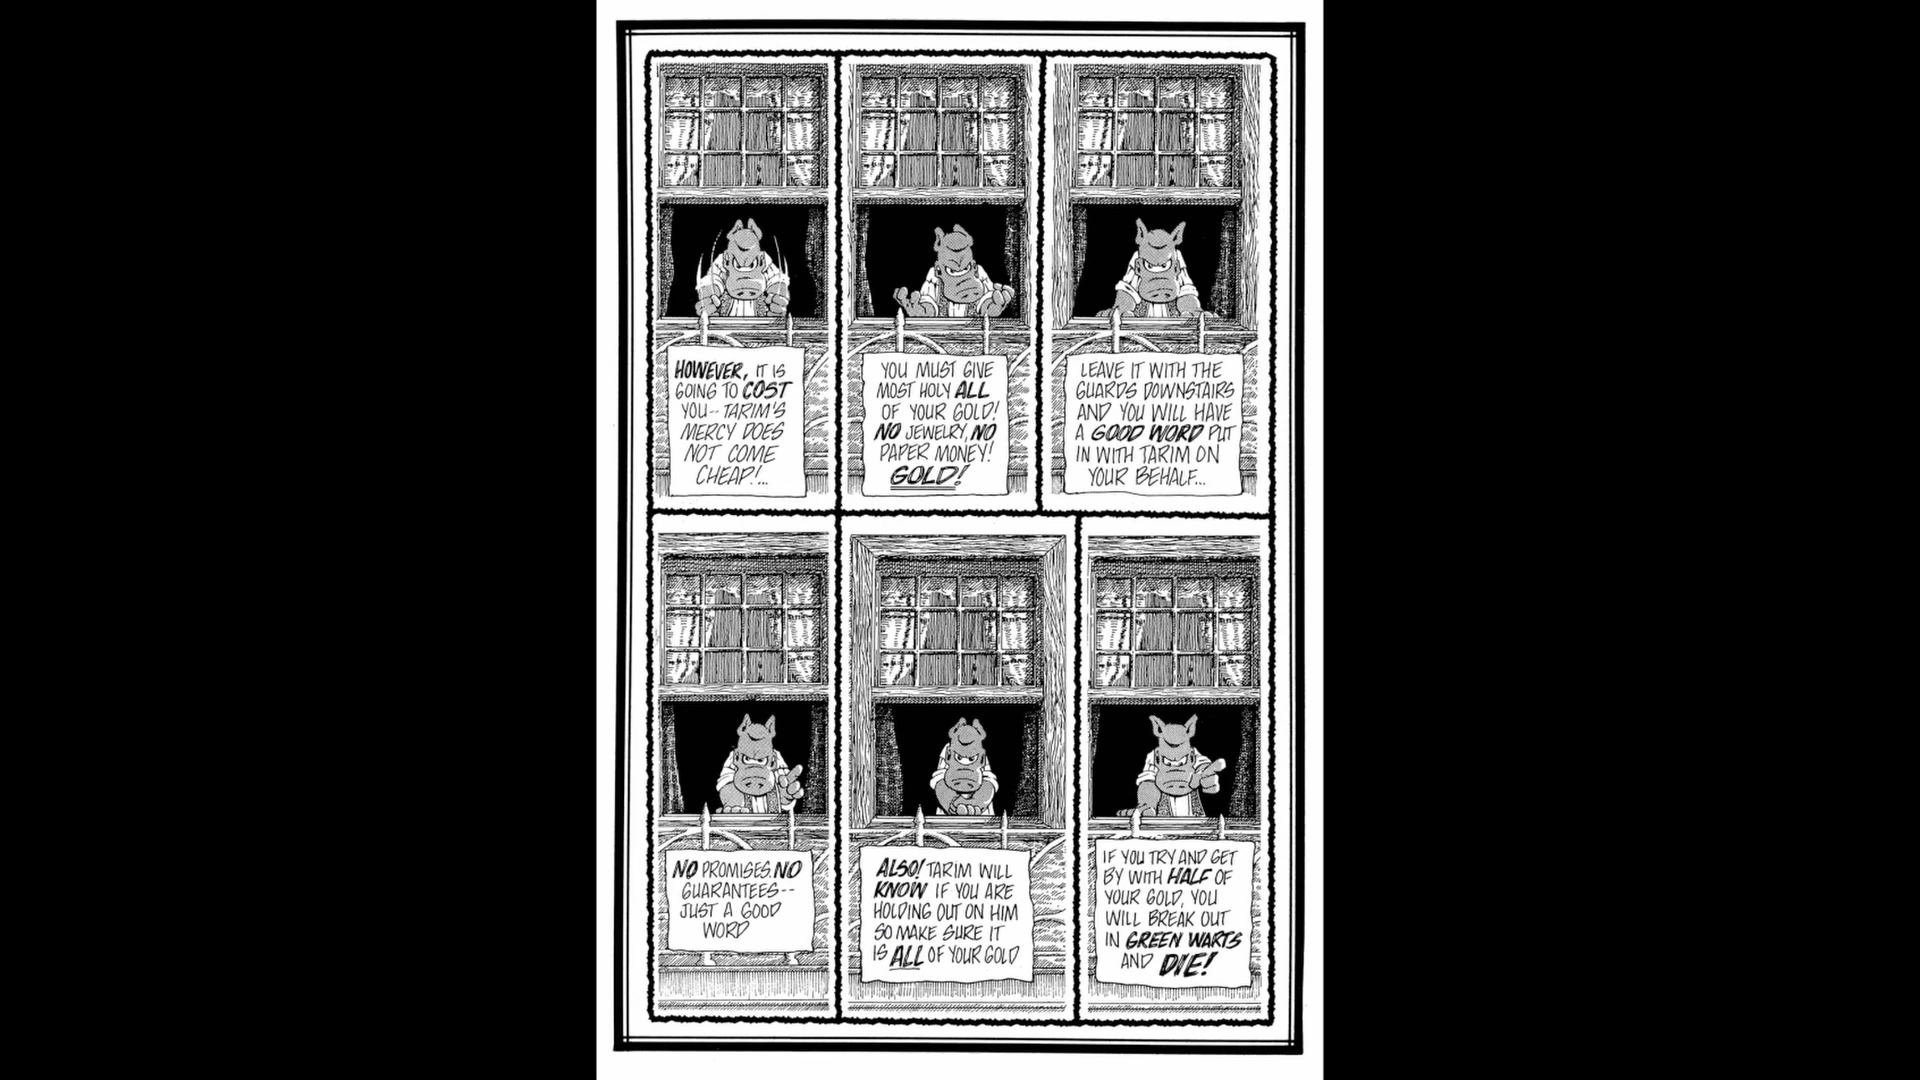 HOWEVER, IT IS
GOING TO COST
YOU-- TARIM'S
MERCY DOES
NOT COME
CHEAP!...
YOU MUST GIVE
MOST HOLY ALL
OF YOUR GOLD!
NO JEWELRY, NO
PAPER MONEY!
GOLD!
LEAVE IT WITH THE
GUARDS DOWNSTAIRS
AND YOU WILL HAVE
A GOOD WORD PUT
IN WITH TARIM ON
YOUR BEHALF...
NO PROMISES. NO
GUARANTEES--
JUST A GOOD
WORD
ALSO! TARIM WILL
KNOW IF YOU ARE
HOLDING OUT ON HIM
SO MAKE SURE IT
IS ALL OF YOUR GOLD
IF YOU TRY AND GET
BY WITH HALF OF
YOUR GOLD, YOU
WILL BREAK OUT
IN GREEN WARTS
AND DIE!